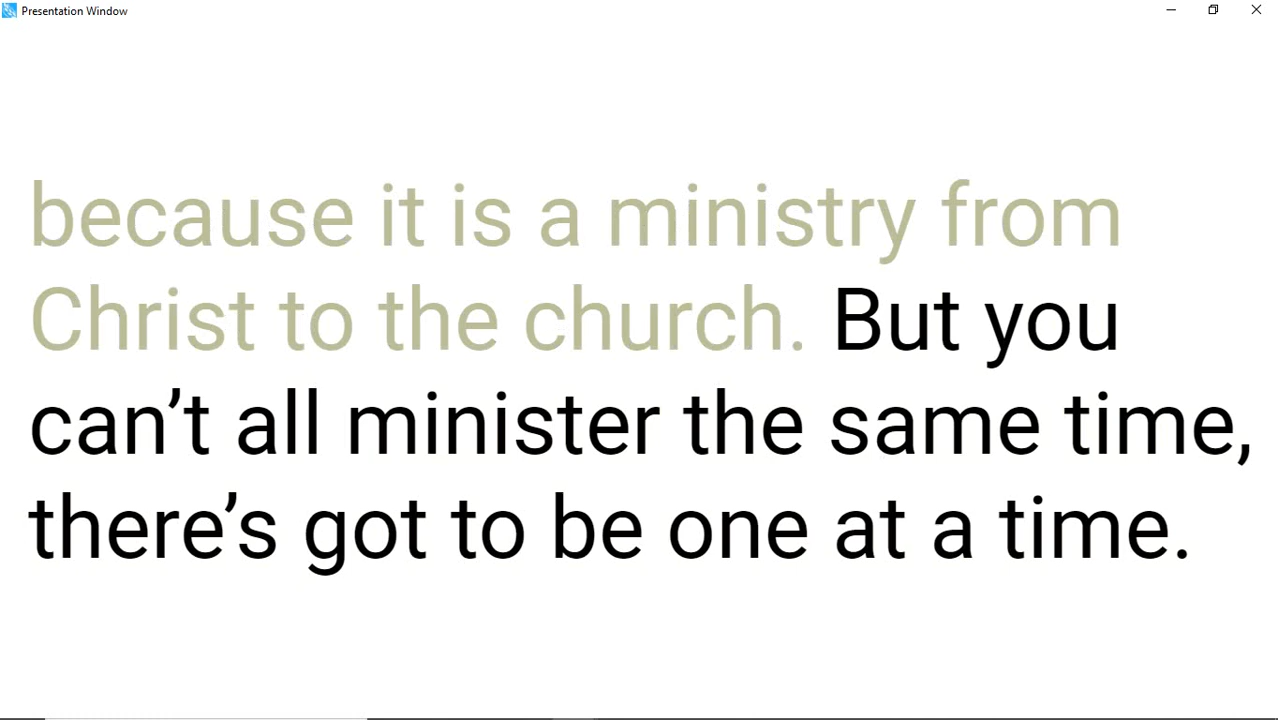 Presentation Window
because it is a ministry from
Christ to the church. But you
can’t all minister the same time,
there’s got to be one at a time.